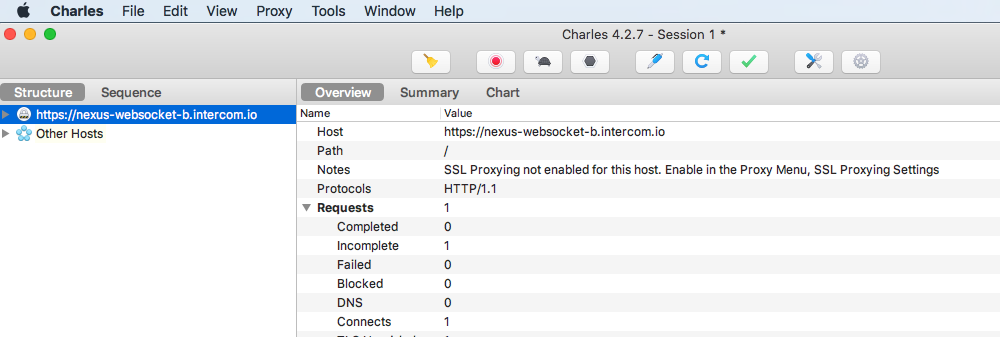 Charles File Edit View Proxy Tools Window Help
Charles 4.2.7 - Session 1 *
Structure Sequence
Overview Summary Chart
https://nexus-websocket-b.intercom.io
Other Hosts
Name Value
Host https://nexus-websocket-b.intercom.io
Path /
Notes SSL Proxying not enabled for this host. Enable in the Proxy Menu, SSL Proxying Settings
Protocols HTTP/1.1
Requests 1
Completed 0
Incomplete 1
Failed 0
Blocked 0
DNS 0
Connects 1